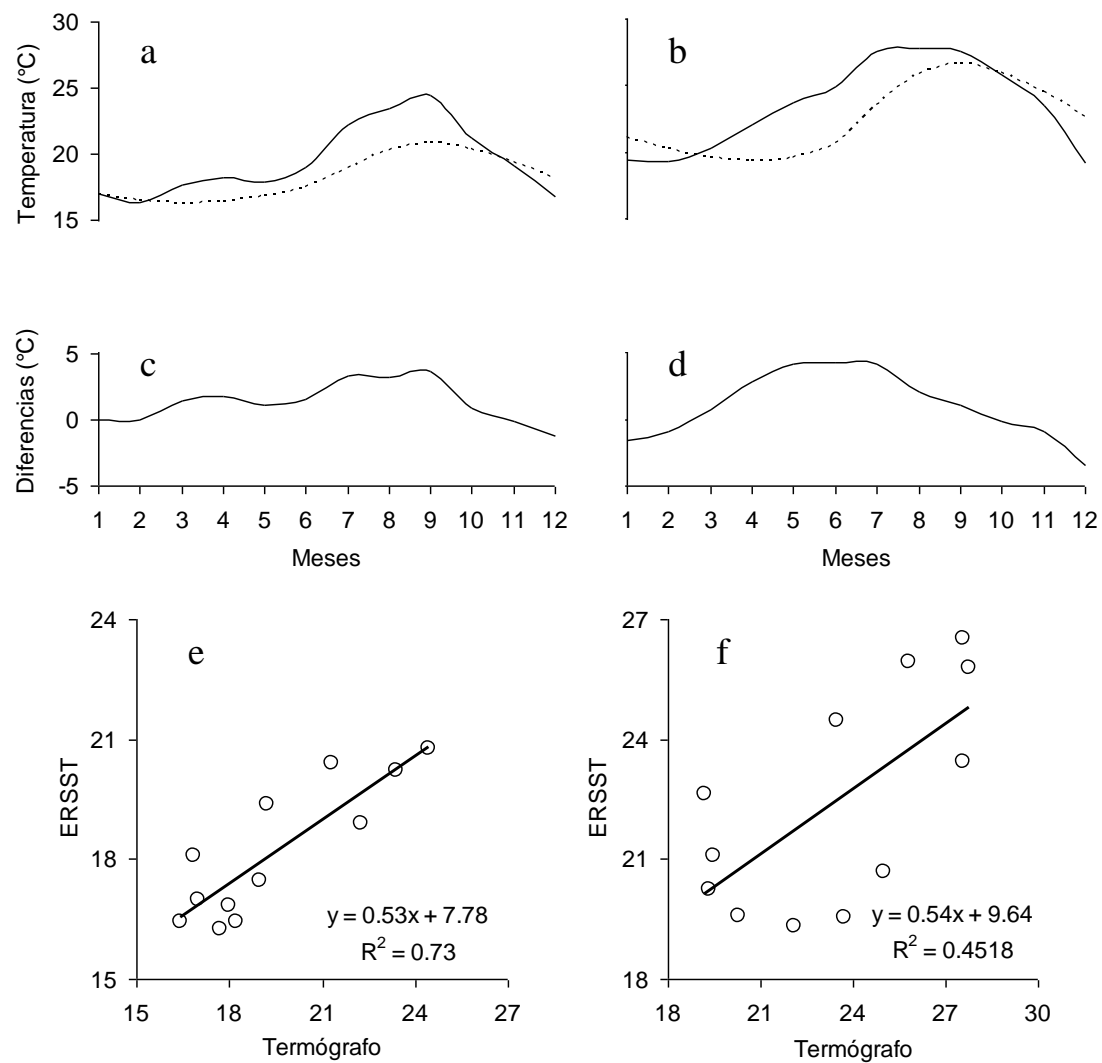 30
25
20
15
Temperatura (°C)
a
b
5
0
-5
Diferencias (°C)
c
d
1 2 3 4 5 6 7 8 9 10 11 12
Meses
1 2 3 4 5 6 7 8 9 10 11 12
Meses
24
21
18
15
ERSST
e
y = 0.53x + 7.78
R² = 0.73
15 18 21 24 27
Termógrafo
27
24
21
18
ERSST
f
y = 0.54x + 9.64
R² = 0.4518
18 21 24 27 30
Termógrafo